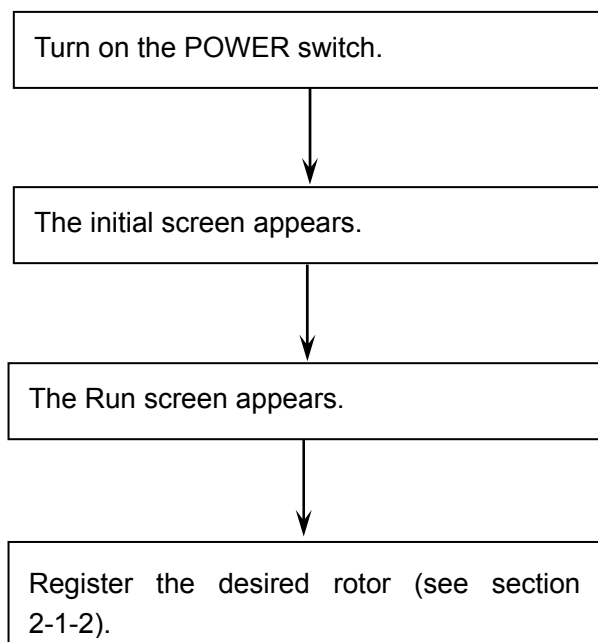 Turn on the POWER switch.
The initial screen appears.
The Run screen appears.
Register the desired rotor (see section
2-1-2).